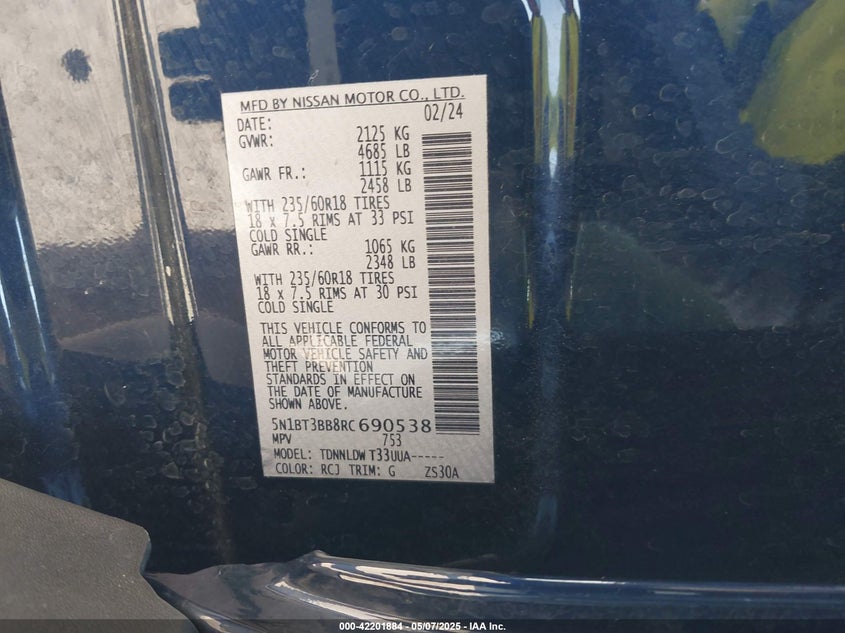 MFD BY NISSAN MOTOR CO., LTD.
DATE: 02/24
GVWR: 2125 KG
4685 LB
GAWR FR.: 1115 KG
2458 LB
WITH 235/60R18 TIRES
18 x 7.5 RIMS AT 33 PSI
COLD SINGLE
GAWR RR.: 1065 KG
2348 LB
WITH 235/60R18 TIRES
18 x 7.5 RIMS AT 30 PSI
COLD SINGLE
THIS VEHICLE CONFORMS TO
ALL APPLICABLE FEDERAL
MOTOR VEHICLE SAFETY AND
THEFT PREVENTION
STANDARDS IN EFFECT ON
THE DATE OF MANUFACTURE
SHOWN ABOVE.
5N1BT3BB8RC690538
MPV 753
MODEL: TDNNLDW T33UUA-----
COLOR: RCJ TRIM: G ZS30A
000-42201884 - 05/07/2025 - IAA Inc.